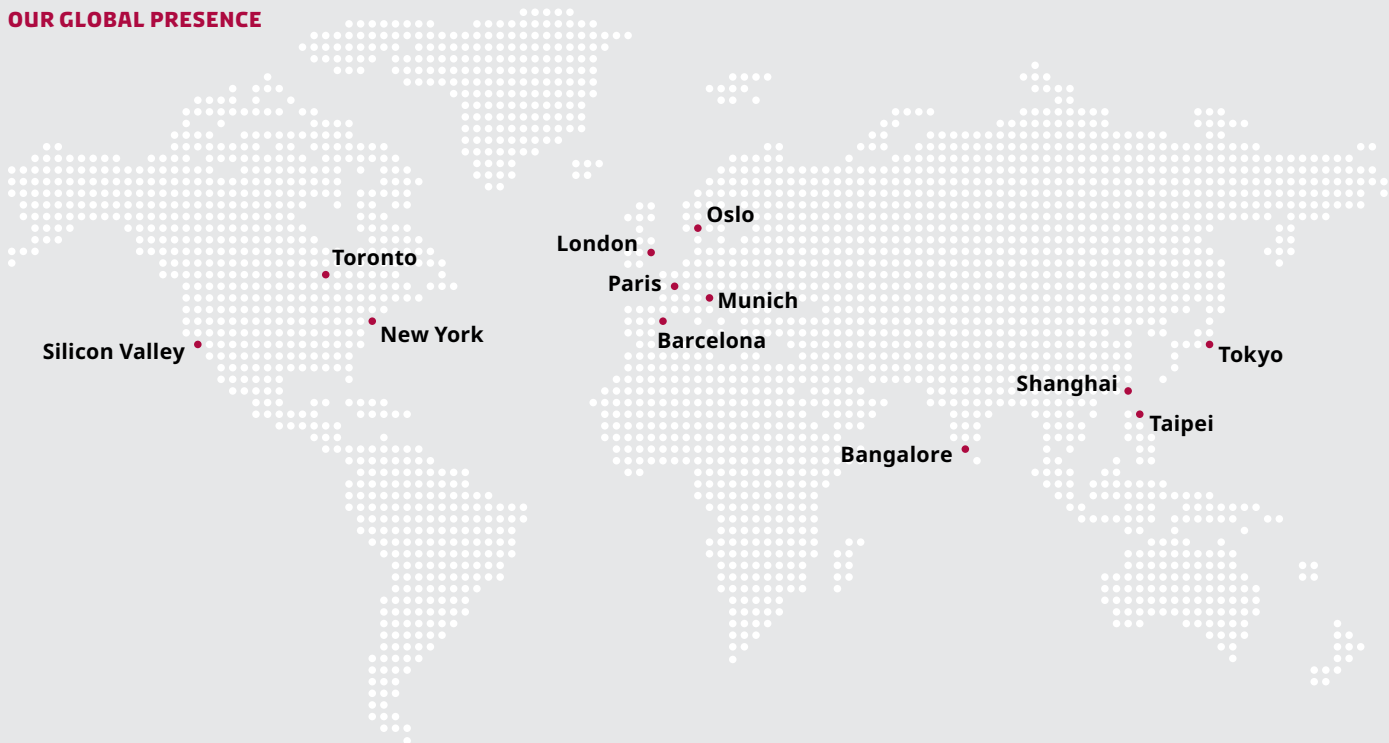 OUR GLOBAL PRESENCE
Oslo
London
Toronto
Paris
Munich
New York
Barcelona
Silicon Valley
Tokyo
Shanghai
Taipei
Bangalore